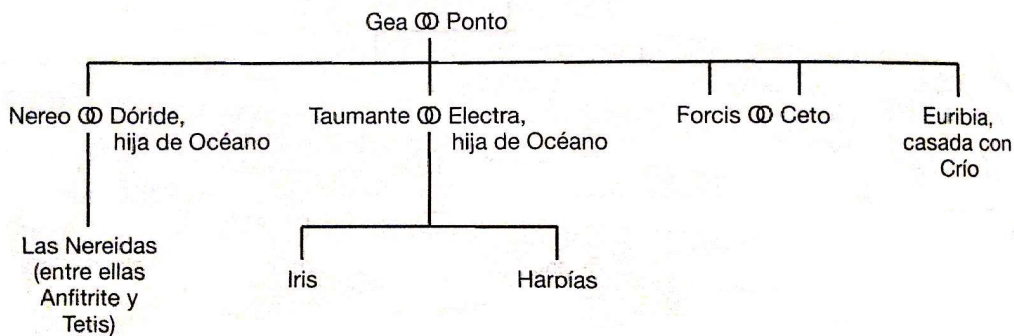 Gea ⚭ Ponto
Nereo ⚭ Dóride,
hija de Océano
Taumante ⚭ Electra,
hija de Océano
Forcis ⚭ Ceto
Euribia,
casada con
Crío
Las Nereidas
(entre ellas
Anfitrite y
Tetis)
Iris
Harpías